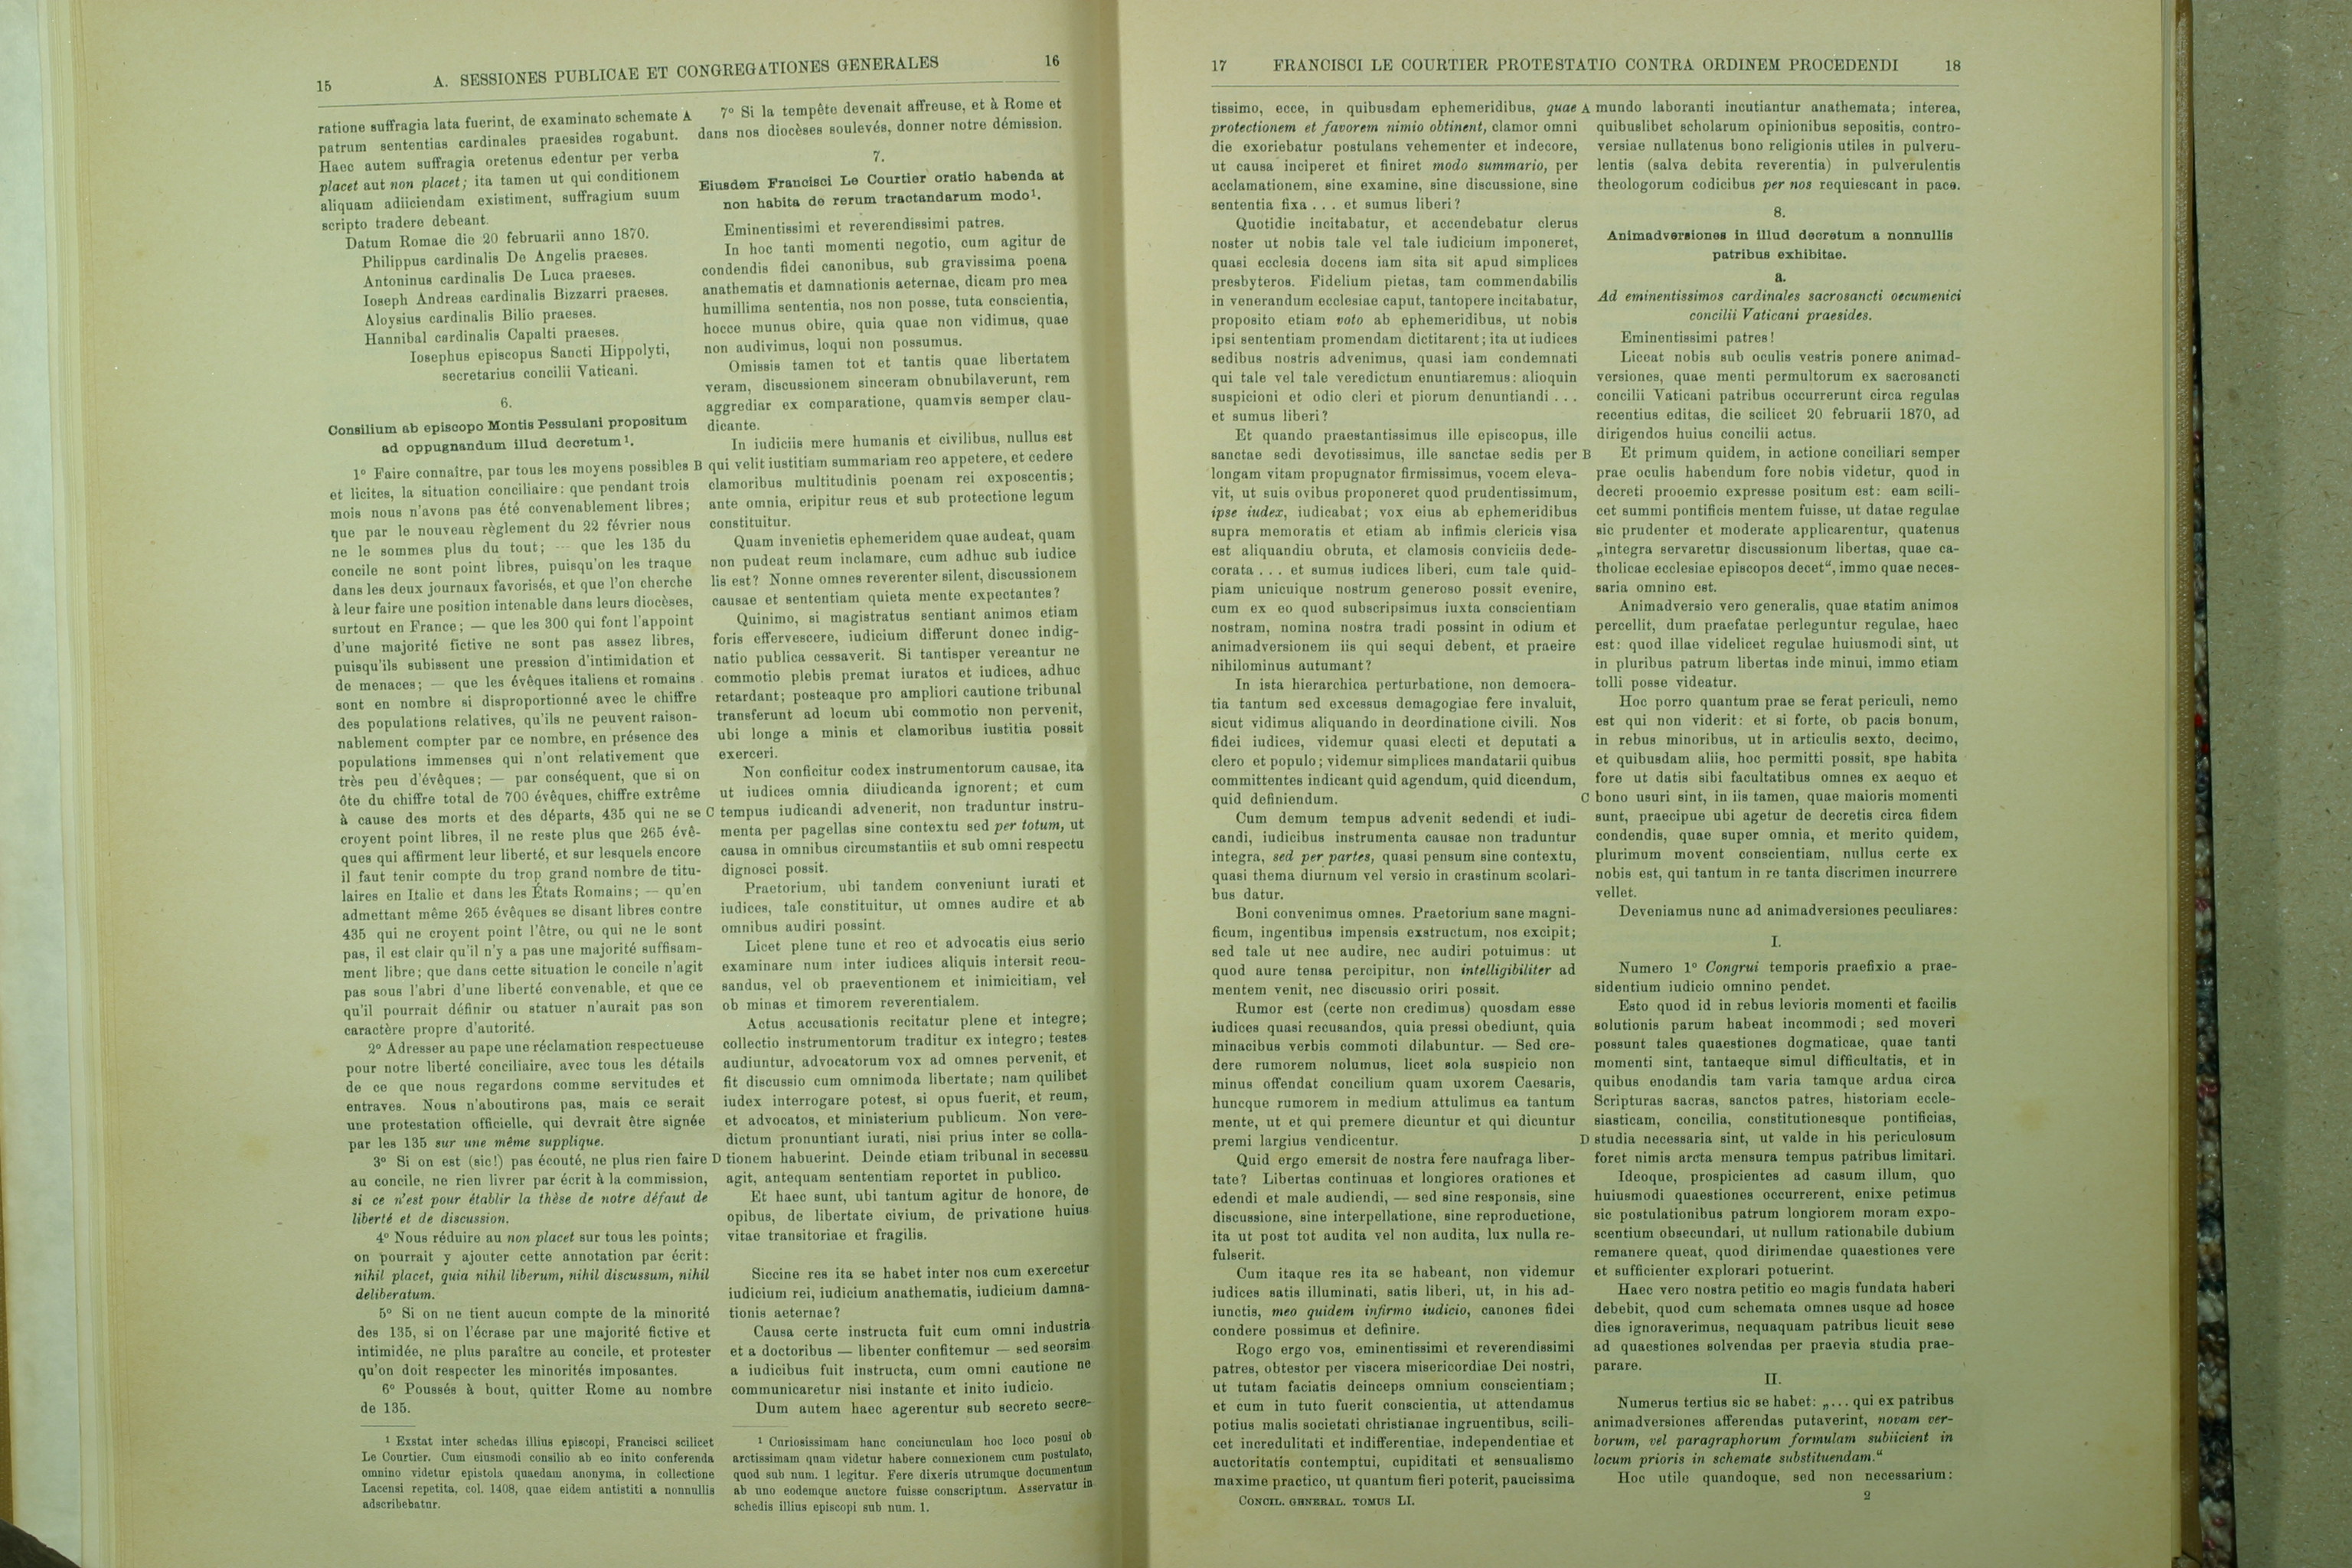 15
A. SESSIONES PUBLICAE ET CONGREGATIONES GENERALES
16
ratione suffragia lata fuerint, de examinato schemate
patrum sententias cardinales praesides rogabunt.
Haec autem suffragia oretenus edentur per verba
placet aut non placet; ita tamen ut qui conditionem
aliquam adiiciendam existiment, suffragium suum
scripto tradere debeant.
Datum Romae die 20 februarii anno 1870.
Philippus cardinalis De Angelis praeses.
Antoninus cardinalis De Luca praeses.
Ioseph Andreas cardinalis Bizzarri praeses.
Aloysius cardinalis Bilio praeses.
Hannibal cardinalis Capalti praeses.
Iosephus episcopus Sancti Hippolyti,
secretarius concilii Vaticani.
6.
Consilium ab episcopo Montis Pessulani propositum
ad oppugnandum illud decretum¹.
1° Faire connaître, par tous les moyens possibles
et licites, la situation conciliaire: que pendant trois
mois nous n'avons pas été convenablement libres;
que par le nouveau règlement du 22 février nous
ne le sommes plus du tout; — que les 135 du
concile ne sont point libres, puisqu'on les traque
dans les deux journaux favorisés, et que l'on cherche
à leur faire une position intenable dans leurs diocèses,
surtout en France; — que les 300 qui font l'appoint
d'une majorité fictive ne sont pas assez libres,
puisqu'ils subissent une pression d'intimidation et
de menaces; — que les évêques italiens et romains
sont en nombre si disproportionné avec le chiffre
des populations relatives, qu'ils ne peuvent raison-
nablement compter par ce nombre, en présence des
populations immenses qui n'ont relativement que
très peu d'évêques; — par conséquent, que si on
ôte du chiffre total de 700 évêques, chiffre extrême
à cause des morts et des départs, 435 qui ne se
croyent point libres, il ne reste plus que 265 évê-
ques qui affirment leur liberté, et sur lesquels encore
il faut tenir compte du trop grand nombre de titu-
laires en Italie et dans les États Romains; — qu'en
admettant même 265 évêques se disant libres contre
435 qui ne croyent point l'être, ou qui ne le sont
pas, il est clair qu'il n'y a pas une majorité suffisam-
ment libre; que dans cette situation le concile n'agit
pas sous l'abri d'une liberté convenable, et que ce
qu'il pourrait définir ou statuer n'aurait pas son
caractère propre d'autorité.
2° Adresser au pape une réclamation respectueuse
pour notre liberté conciliaire, avec tous les détails
de ce que nous regardons comme servitudes et
entraves. Nous n'aboutirons pas, mais ce serait
une protestation officielle, qui devrait être signée
par les 135 sur une même supplique.
3° Si on est (sic!) pas écouté, ne plus rien faire
au concile, ne rien livrer par écrit à la commission,
si ce n'est pour établir la thèse de notre défaut de
liberté et de discussion.
4° Nous réduire au non placet sur tous les points;
on pourrait y ajouter cette annotation par écrit:
nihil placet, quia nihil liberum, nihil discussum, nihil
deliberatum.
5° Si on ne tient aucun compte de la minorité
des 135, si on l'écrase par une majorité fictive et
intimidée, ne plus paraître au concile, et protester
qu'on doit respecter les minorités imposantes.
6° Poussés à bout, quitter Rome au nombre
de 135.
¹ Exstat inter schedas illius episcopi, Francisci scilicet
Le Courtier. Cum eiusmodi consilio ab eo inito conferenda
omnino videtur epistola quaedam anonyma, in collectione
Lacensi repetita, col. 1408, quae eidem antistiti a nonnullis
adscribebatur.
A
B
C
D
7° Si la tempête devenait affreuse, et à Rome et
dans nos diocèses soulevés, donner notre démission.
7.
Eiusdem Francisci Le Courtier oratio habenda at
non habita de rerum tractandarum modo¹.
Eminentissimi et reverendissimi patres.
In hoc tanti momenti negotio, cum agitur de
condendis fidei canonibus, sub gravissima poena
anathematis et damnationis aeternae, dicam pro mea
humillima sententia, nos non posse, tuta conscientia,
hocce munus obire, quia quae non vidimus, quae
non audivimus, loqui non possumus.
Omissis tamen tot et tantis quae libertatem
veram, discussionem sinceram obnubilaverunt, rem
aggrediar ex comparatione, quamvis semper clau-
dicante.
In iudiciis mere humanis et civilibus, nullus est
qui velit iustitiam summariam reo appetere, et cedere
clamoribus multitudinis poenam rei exposcentis;
ante omnia, eripitur reus et sub protectione legum
constituitur.
Quam invenietis ephemeridem quae audeat, quam
non pudeat reum inclamare, cum adhuc sub iudice
lis est? Nonne omnes reverenter silent, discussionem
causae et sententiam quieta mente expectantes?
Quinimo, si magistratus sentiant animos etiam
foris effervescere, iudicium differunt donec indig-
natio publica cessaverit. Si tantisper vereantur ne
commotio plebis premat iuratos et iudices, adhuc
retardant; posteaque pro ampliori cautione tribunal
transferunt ad locum ubi commotio non pervenit,
ubi longe a minis et clamoribus iustitia possit
exerceri.
Non conficitur codex instrumentorum causae, ita
ut iudices omnia diiudicanda ignorent; et cum
tempus iudicandi advenerit, non traduntur instru-
menta per pagellas sine contextu sed per totum, ut
causa in omnibus circumstantiis et sub omni respectu
dignosci possit.
Praetorium, ubi tandem conveniunt iurati et
iudices, tale constituitur, ut omnes audire et ab
omnibus audiri possint.
Licet plene tunc et reo et advocatis eius serio
examinare num inter iudices aliquis intersit recu-
sandus, vel ob praeventionem et inimicitiam, vel
ob minas et timorem reverentialem.
Actus accusationis recitatur plene et integre;
collectio instrumentorum traditur ex integro; testes
audiuntur, advocatorum vox ad omnes pervenit, et
fit discussio cum omnimoda libertate; nam quilibet
iudex interrogare potest, si opus fuerit, et reum,
et advocatos, et ministerium publicum. Non vere-
dictum pronuntiant iurati, nisi prius inter se colla-
tionem habuerint. Deinde etiam tribunal in secessu
agit, antequam sententiam reportet in publico.
Et haec sunt, ubi tantum agitur de honore, de
opibus, de libertate civium, de privatione huius
vitae transitoriae et fragilis.
Siccine res ita se habet inter nos cum exercetur
iudicium rei, iudicium anathematis, iudicium damna-
tionis aeternae?
Causa certe instructa fuit cum omni industria
et a doctoribus — libenter confitemur — sed seorsim
a iudicibus fuit instructa, cum omni cautione ne
communicaretur nisi instante et inito iudicio.
Dum autem haec agerentur sub secreto secre-
¹ Curiosissimam hanc conciunculam hoc loco posui ob
arctissimam quam videtur habere connexionem cum postulato,
quod sub num. 1 legitur. Fere dixeris utrumque documentum
ab uno eodemque auctore fuisse conscriptum. Asservatur in
schedis illius episcopi sub num. 1.
17
FRANCISCI LE COURTIER PROTESTATIO CONTRA ORDINEM PROCEDENDI
18
tissimo, ecce, in quibusdam ephemeridibus, quae
protectionem et favorem nimio obtinent, clamor omni
die exoriebatur postulans vehementer et indecore,
ut causa inciperet et finiret modo summario, per
acclamationem, sine examine, sine discussione, sine
sententia fixa . . . et sumus liberi?
Quotidie incitabatur, et accendebatur clerus
noster ut nobis tale vel tale iudicium imponeret,
quasi ecclesia docens iam sita sit apud simplices
presbyteros. Fidelium pietas, tam commendabilis
in venerandum ecclesiae caput, tantopere incitabatur,
proposito etiam voto ab ephemeridibus, ut nobis
ipsi sententiam promendam dictitarent; ita ut iudices
sedibus nostris advenimus, quasi iam condemnati
qui tale vel tale veredictum enuntiaremus: alioquin
suspicioni et odio cleri et piorum denuntiandi . . .
et sumus liberi?
Et quando praestantissimus ille episcopus, ille
sanctae sedi devotissimus, ille sanctae sedis per
longam vitam propugnator firmissimus, vocem eleva-
vit, ut suis ovibus proponeret quod prudentissimum,
ipse iudex, iudicabat; vox eius ab ephemeridibus
supra memoratis et etiam ab infimis clericis visa
est aliquandiu obruta, et clamosis conviciis dede-
corata . . . et sumus iudices liberi, cum tale quid-
piam unicuique nostrum generoso possit evenire,
cum ex eo quod subscripsimus iuxta conscientiam
nostram, nomina nostra tradi possint in odium et
animadversionem iis qui sequi debent, et praeire
nihilominus autumant?
In ista hierarchica perturbatione, non democra-
tia tantum sed excessus demagogiae fere invaluit,
sicut vidimus aliquando in deordinatione civili. Nos
fidei iudices, videmur quasi electi et deputati a
clero et populo; videmur simplices mandatarii quibus
committentes indicant quid agendum, quid dicendum,
quid definiendum.
Cum demum tempus advenit sedendi et iudi-
candi, iudicibus instrumenta causae non traduntur
integra, sed per partes, quasi pensum sine contextu,
quasi thema diurnum vel versio in crastinum scolari-
bus datur.
Boni convenimus omnes. Praetorium sane magni-
ficum, ingentibus impensis exstructum, nos excipit;
sed tale ut nec audire, nec audiri potuimus: ut
quod aure tensa percipitur, non intelligibiliter ad
mentem venit, nec discussio oriri possit.
Rumor est (certe non credimus) quosdam esse
iudices quasi recusandos, quia pressi obediunt, quia
minacibus verbis commoti dilabuntur. — Sed cre-
dere rumorem nolumus, licet sola suspicio non
minus offendat concilium quam uxorem Caesaris,
huncque rumorem in medium attulimus ea tantum
mente, ut et qui premere dicuntur et qui dicuntur
premi largius vendicentur.
Quid ergo emersit de nostra fere naufraga liber-
tate? Libertas continuas et longiores orationes et
edendi et male audiendi, — sed sine responsis, sine
discussione, sine interpellatione, sine reproductione,
ita ut post tot audita vel non audita, lux nulla re-
fulserit.
Cum itaque res ita se habeant, non videmur
iudices satis illuminati, satis liberi, ut, in his ad-
iunctis, meo quidem infirmo iudicio, canones fidei
condere possimus et definire.
Rogo ergo vos, eminentissimi et reverendissimi
patres, obtestor per viscera misericordiae Dei nostri,
ut tutam faciatis deinceps omnium conscientiam;
et cum in tuto fuerit conscientia, ut attendamus
potius malis societati christianae ingruentibus, scili-
cet incredulitati et indifferentiae, independentiae et
auctoritatis contemptui, cupiditati et sensualismo
maxime practico, ut quantum fieri poterit, paucissima
CONCIL. GENERAL. TOMUS LI.
A
B
C
D
mundo laboranti incutiantur anathemata; interea,
quibuslibet scholarum opinionibus sepositis, contro-
versiae nullatenus bono religionis utiles in pulveru-
lentis (salva debita reverentia) in pulverulentis
theologorum codicibus per nos requiescant in pace.
8.
Animadversiones in illud decretum a nonnullis
patribus exhibitae.
a.
Ad eminentissimos cardinales sacrosancti oecumenici
concilii Vaticani praesides.
Eminentissimi patres!
Liceat nobis sub oculis vestris ponere animad-
versiones, quae menti permultorum ex sacrosancti
concilii Vaticani patribus occurrerunt circa regulas
recentius editas, die scilicet 20 februarii 1870, ad
dirigendos huius concilii actus.
Et primum quidem, in actione conciliari semper
prae oculis habendum fore nobis videtur, quod in
decreti prooemio expresse positum est: eam scili-
cet summi pontificis mentem fuisse, ut datae regulae
sic prudenter et moderate applicarentur, quatenus
„integra servaretur discussionum libertas, quae ca-
tholicae ecclesiae episcopos decet“, immo quae neces-
saria omnino est.
Animadversio vero generalis, quae statim animos
percellit, dum praefatae perleguntur regulae, haec
est: quod illae videlicet regulae huiusmodi sint, ut
in pluribus patrum libertas inde minui, immo etiam
tolli posse videatur.
Hoc porro quantum prae se ferat periculi, nemo
est qui non viderit: et si forte, ob pacis bonum,
in rebus minoribus, ut in articulis sexto, decimo,
et quibusdam aliis, hoc permitti possit, spe habita
fore ut datis sibi facultatibus omnes ex aequo et
bono usuri sint, in iis tamen, quae maioris momenti
sunt, praecipue ubi agetur de decretis circa fidem
condendis, quae super omnia, et merito quidem,
plurimum movent conscientiam, nullus certe ex
nobis est, qui tantum in re tanta discrimen incurrere
vellet.
Deveniamus nunc ad animadversiones peculiares:
I.
Numero 1° Congrui temporis praefixio a prae-
sidentium iudicio omnino pendet.
Esto quod id in rebus levioris momenti et facilis
solutionis parum habeat incommodi; sed moveri
possunt tales quaestiones dogmaticae, quae tanti
momenti sint, tantaeque simul difficultatis, et in
quibus enodandis tam varia tamque ardua circa
Scripturas sacras, sanctos patres, historiam eccle-
siasticam, concilia, constitutionesque pontificias,
studia necessaria sint, ut valde in his periculosum
foret nimis arcta mensura tempus patribus limitari.
Ideoque, prospicientes ad casum illum, quo
huiusmodi quaestiones occurrerent, enixe petimus
sic postulationibus patrum longiorem moram expo-
scentium obsecundari, ut nullum rationabile dubium
remanere queat, quod dirimendae quaestiones vere
et sufficienter explorari potuerint.
Haec vero nostra petitio eo magis fundata haberi
debebit, quod cum schemata omnes usque ad hosce
dies ignoraverimus, nequaquam patribus licuit sese
ad quaestiones solvendas per praevia studia prae-
parare.
II.
Numerus tertius sic se habet: „. . . qui ex patribus
animadversiones afferendas putaverint, novam ver-
borum, vel paragraphorum formulam subiicient in
locum prioris in schemate substituendam.“
Hoc utile quandoque, sed non necessarium:
2